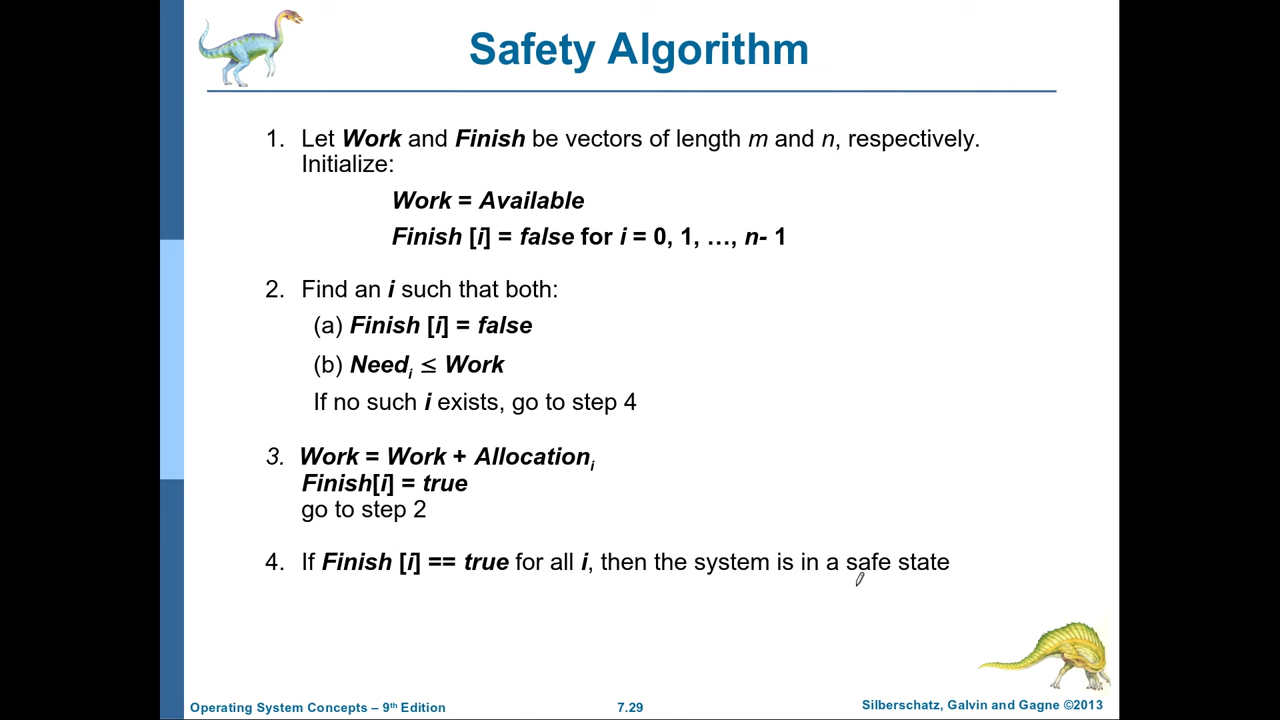 Safety Algorithm
1. Let Work and Finish be vectors of length m and n, respectively.
Initialize:
Work = Available
Finish [i] = false for i = 0, 1, …, n- 1
2. Find an i such that both:
(a) Finish [i] = false
(b) Needi ≤ Work
If no such i exists, go to step 4
3. Work = Work + Allocationi
Finish[i] = true
go to step 2
4. If Finish [i] == true for all i, then the system is in a safe state
Operating System Concepts – 9th Edition
7.29
Silberschatz, Galvin and Gagne ©2013